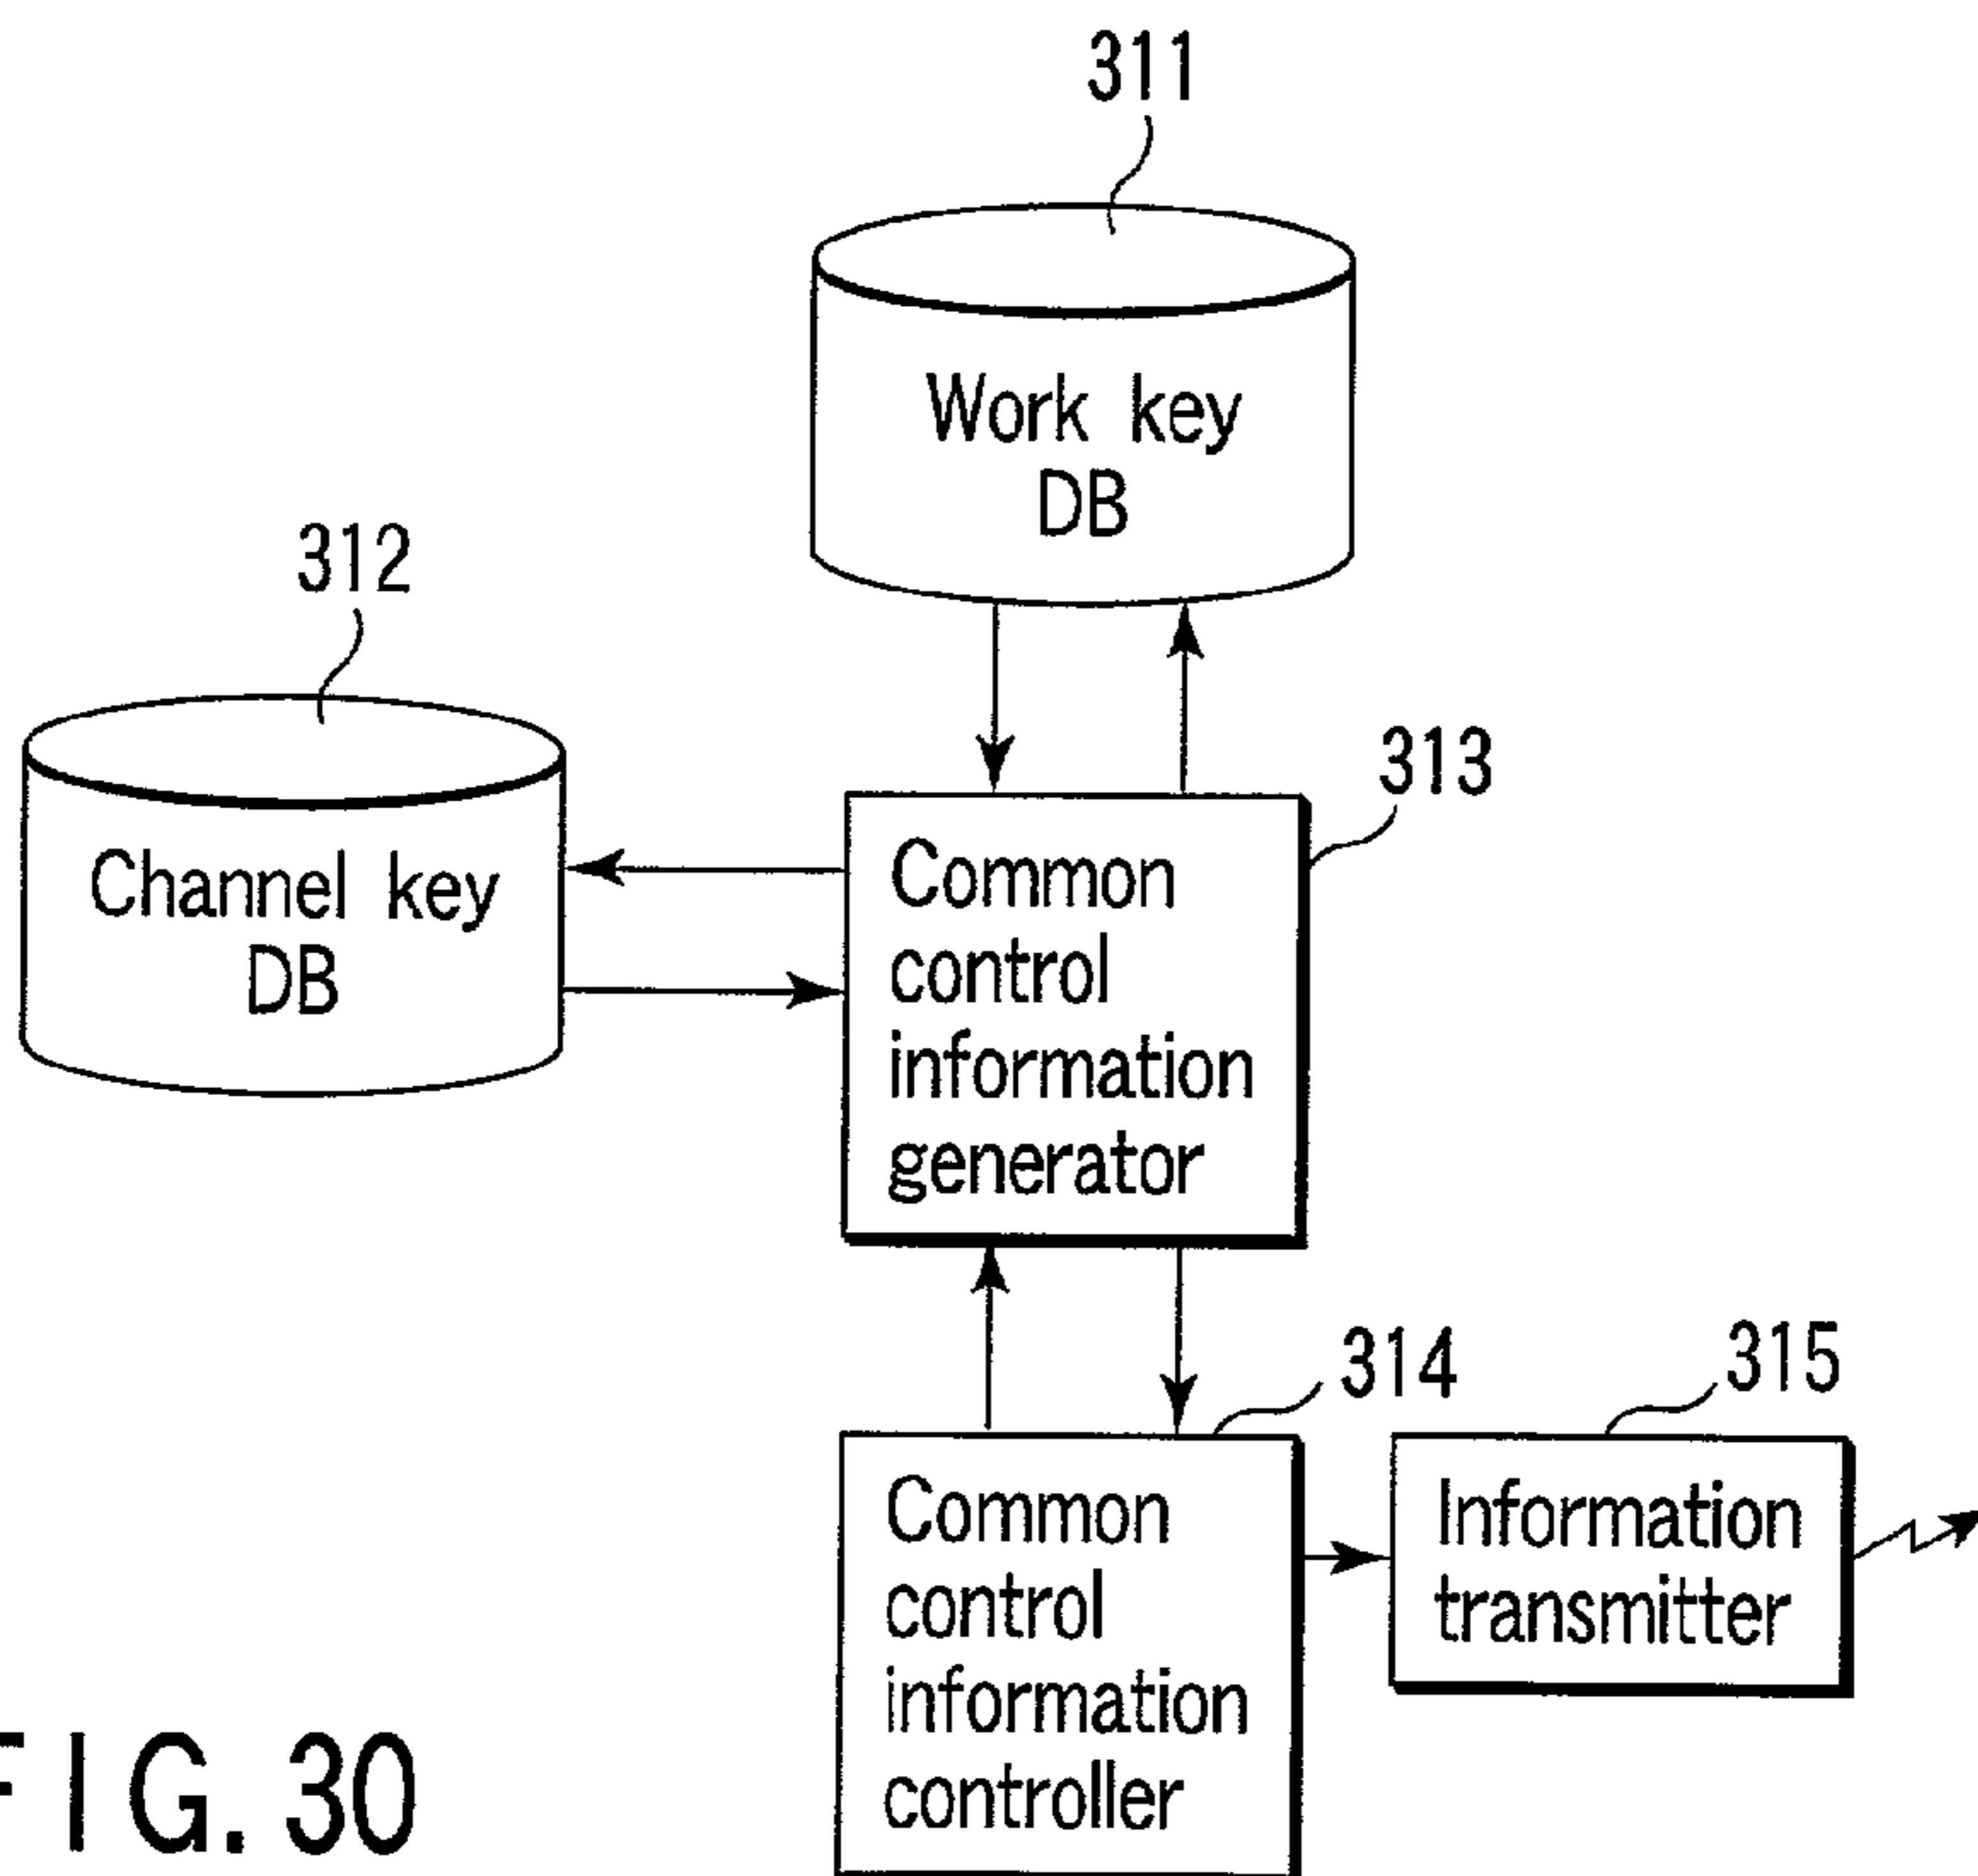 311
Work key
DB
312
Channel key
DB
313
Common
control
information
generator
314
315
Common
control
information
controller
Information
transmitter
FIG. 30